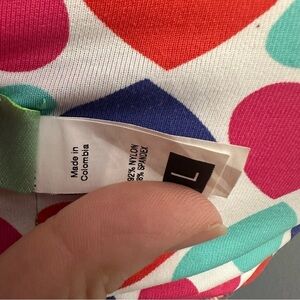 Made in
Colombia
92% NYLON
8% SPANDEX
L